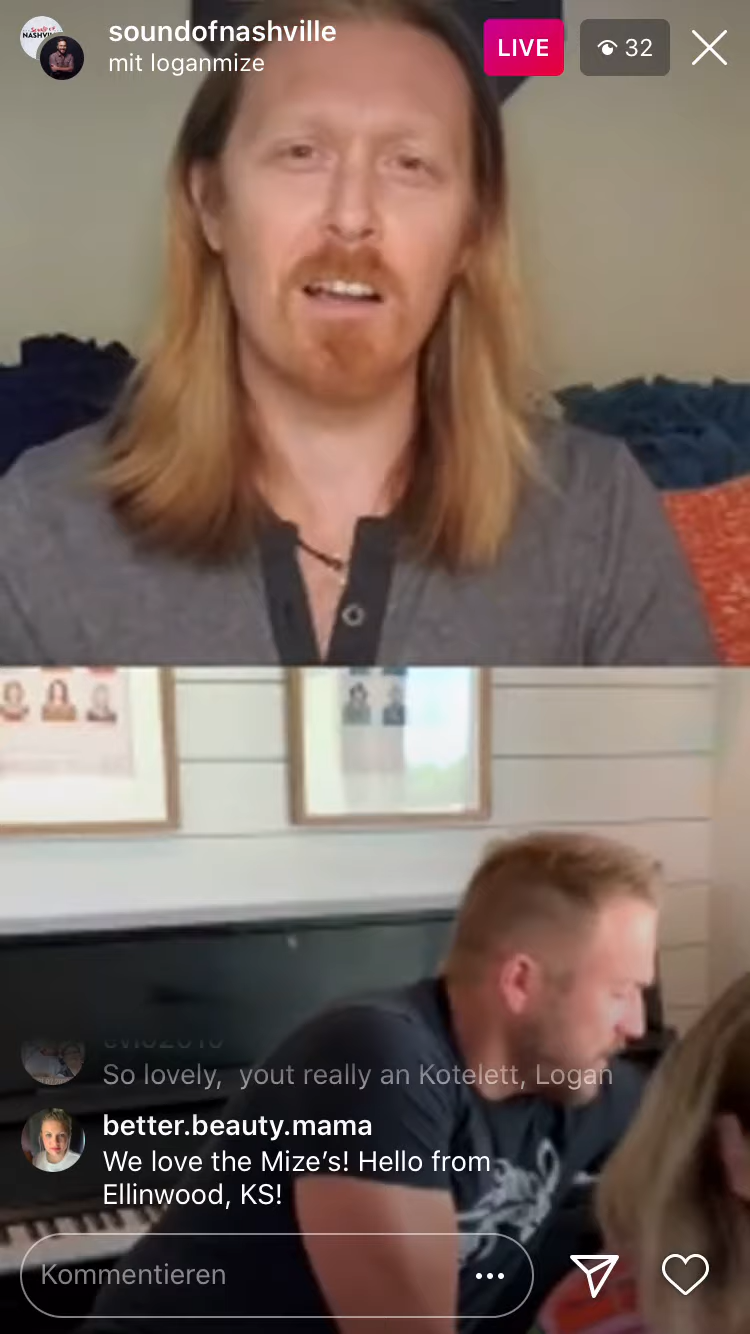 soundofnashville
mit loganmize
LIVE
32
NASHVILLE
So lovely, yout really an Kotelett, Logan
better.beauty.mama
We love the Mize's! Hello from
Ellinwood, KS!
Kommentieren